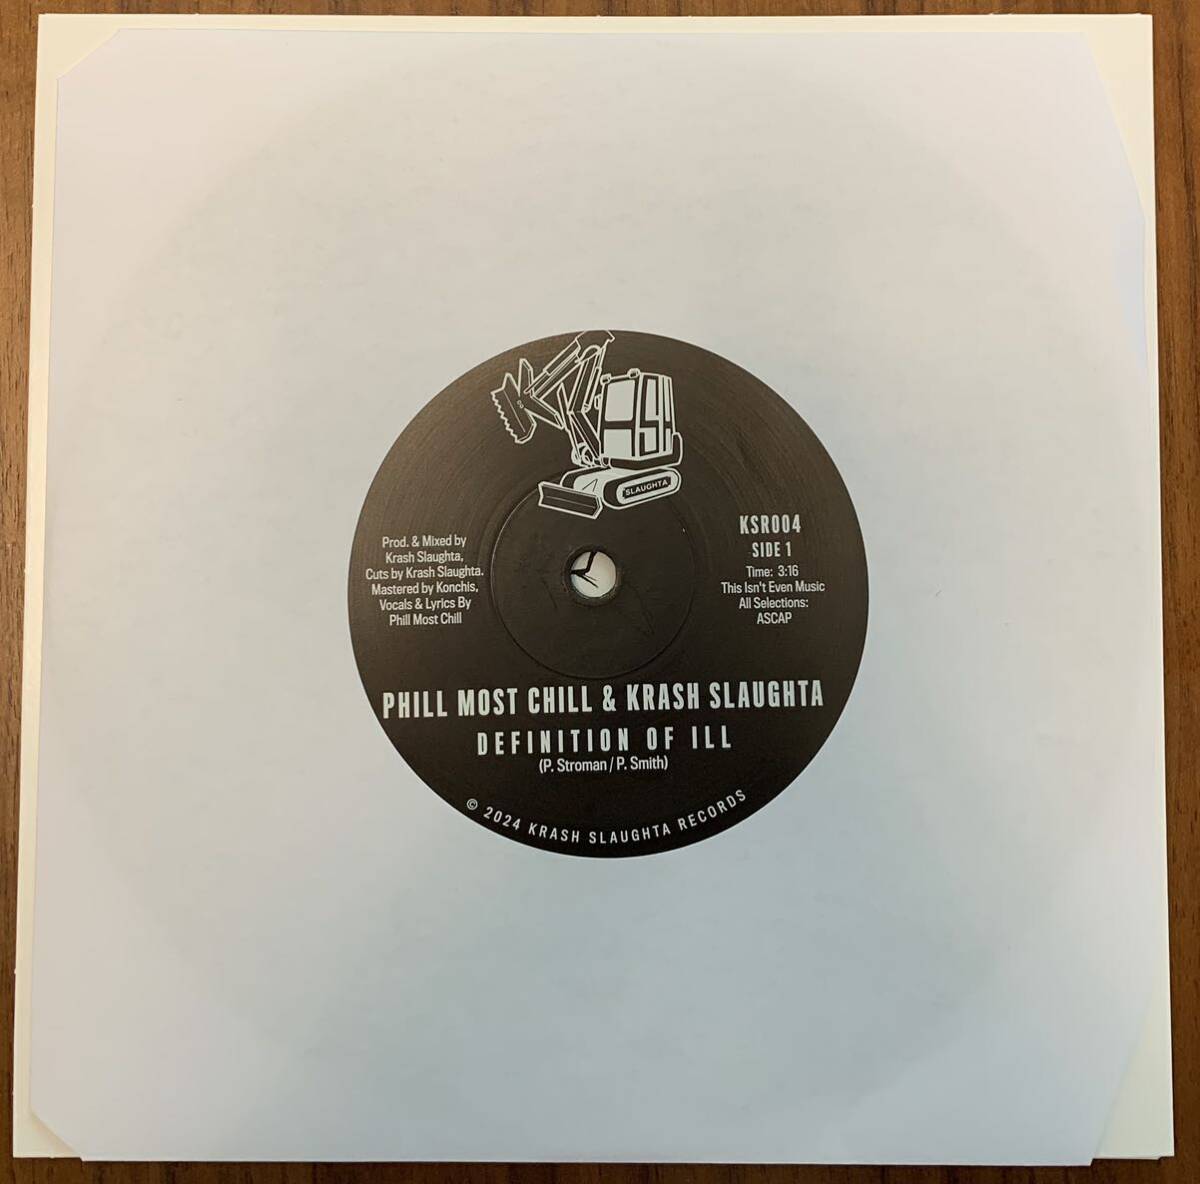 KRASH
SLAUGHTA
Prod. & Mixed by
Krash Slaughta,
Cuts by Krash Slaughta.
Mastered by Konchis,
Vocals & Lyrics By
Phill Most Chill
KSR004
SIDE 1
Time: 3:16
This Isn't Even Music
All Selections:
ASCAP
PHILL MOST CHILL & KRASH SLAUGHTA
DEFINITION OF ILL
(P. Stroman / P. Smith)
© 2024 KRASH SLAUGHTA RECORDS